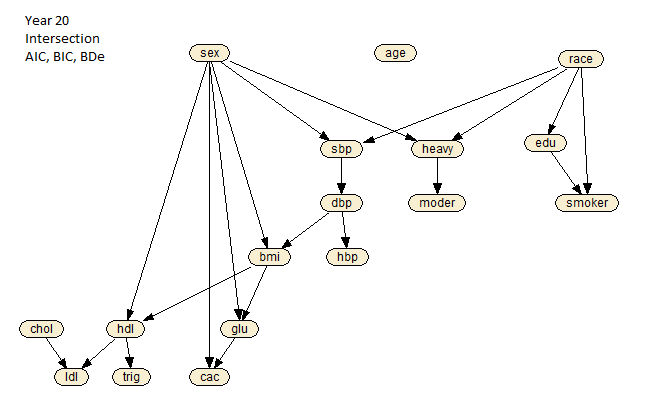 Year 20
Intersection
AIC, BIC, BDe
sex
age
race
sbp
heavy
edu
dbp
moder
smoker
bmi
hbp
chol
hdl
glu
ldl
trig
cac